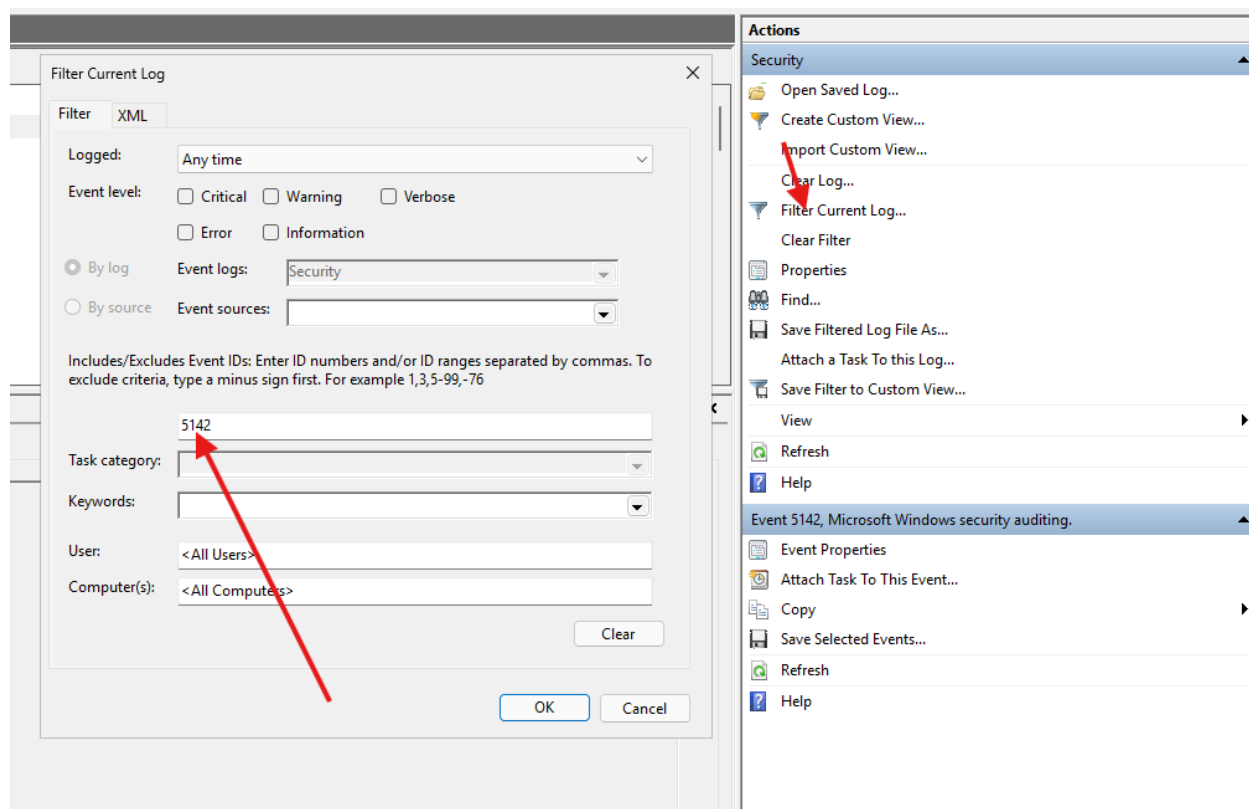 Filter Current Log
Filter XML
Logged: Any time
Event level: Critical Warning Verbose
Error Information
By log Event logs: Security
By source Event sources:
Includes/Excludes Event IDs: Enter ID numbers and/or ID ranges separated by commas. To
exclude criteria, type a minus sign first. For example 1,3,5-99,-76
5142
Task category:
Keywords:
User: <All Users>
Computer(s): <All Computers>
Clear
OK Cancel
Actions
Security
Open Saved Log...
Create Custom View...
Import Custom View...
Clear Log...
Filter Current Log...
Clear Filter
Properties
Find...
Save Filtered Log File As...
Attach a Task To this Log...
Save Filter to Custom View...
View
Refresh
Help
Event 5142, Microsoft Windows security auditing.
Event Properties
Attach Task To This Event...
Copy
Save Selected Events...
Refresh
Help